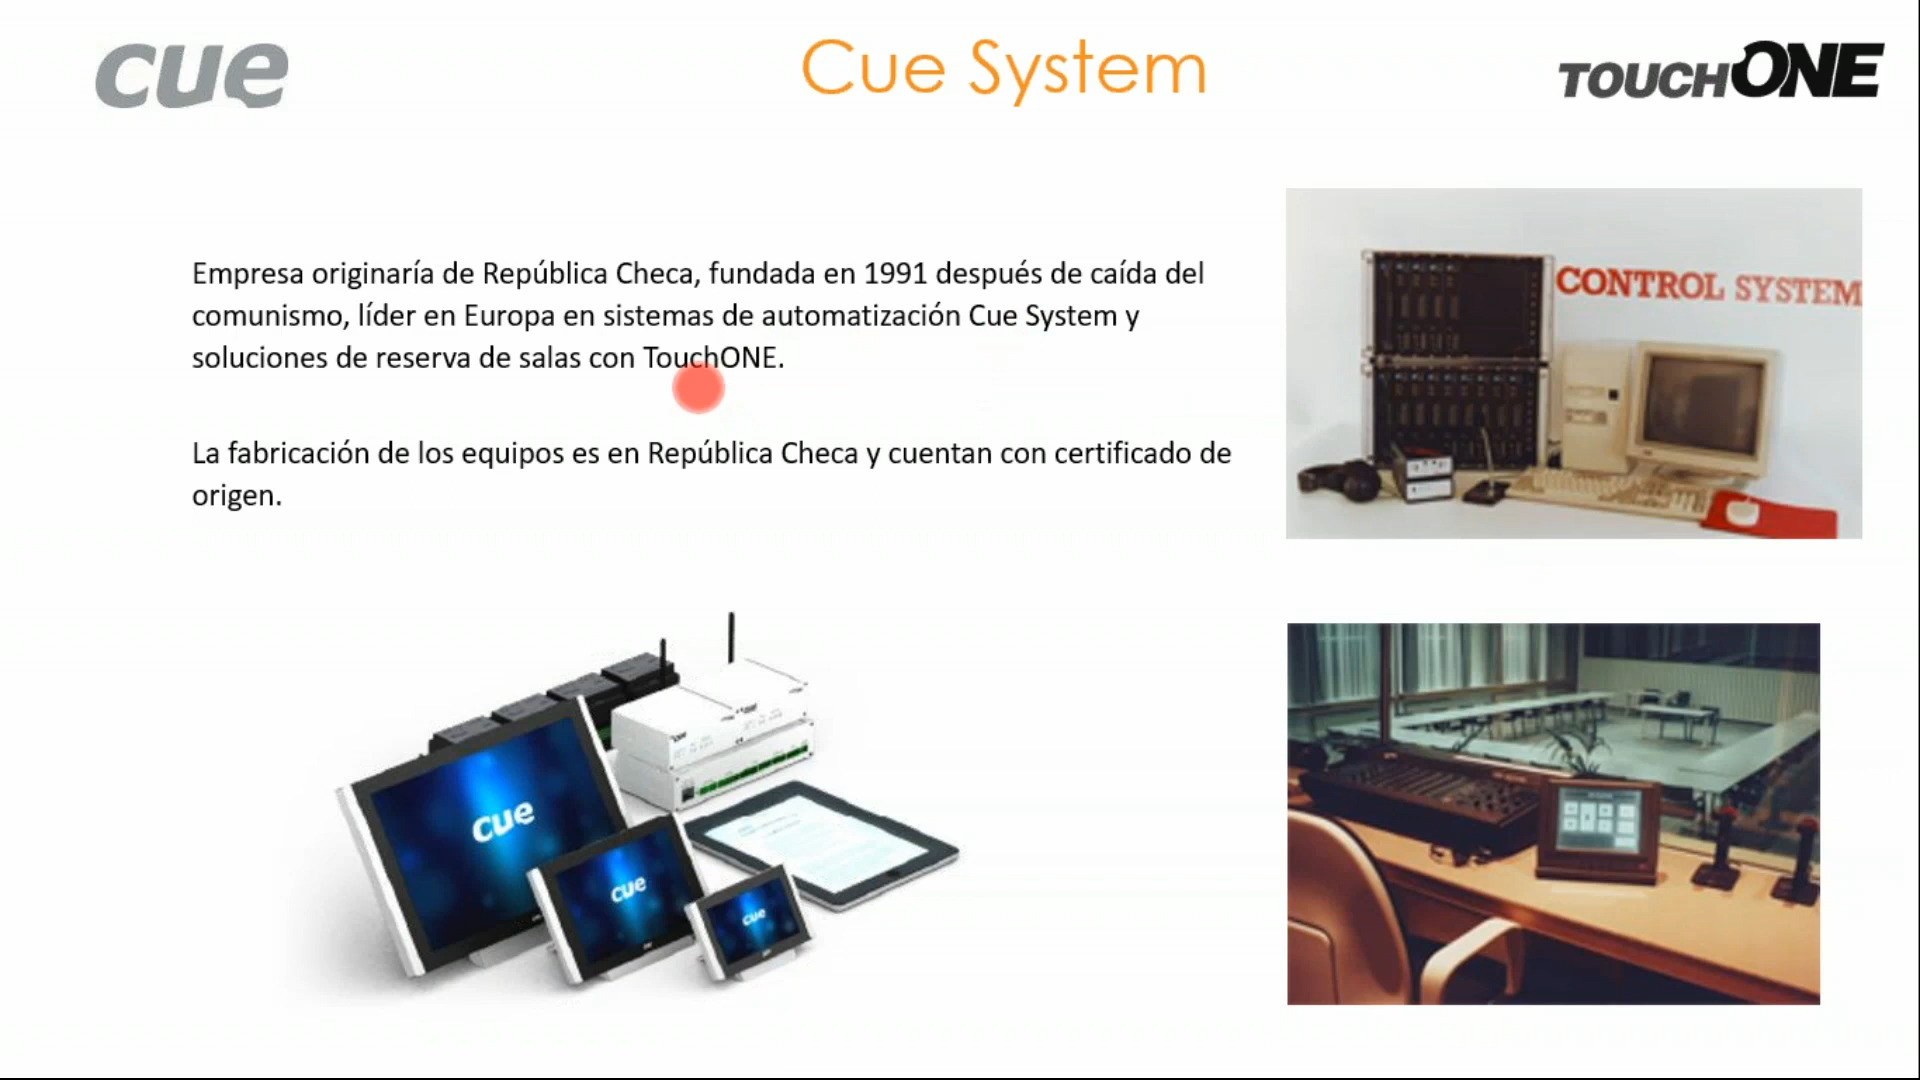 cue
Cue System
TOUCHONE
Empresa originaría de República Checa, fundada en 1991 después de caída del
comunismo, líder en Europa en sistemas de automatización Cue System y
soluciones de reserva de salas con TouchONE.
La fabricación de los equipos es en República Checa y cuentan con certificado de
origen.
CONTROL SYSTEM
cue
cue
cue